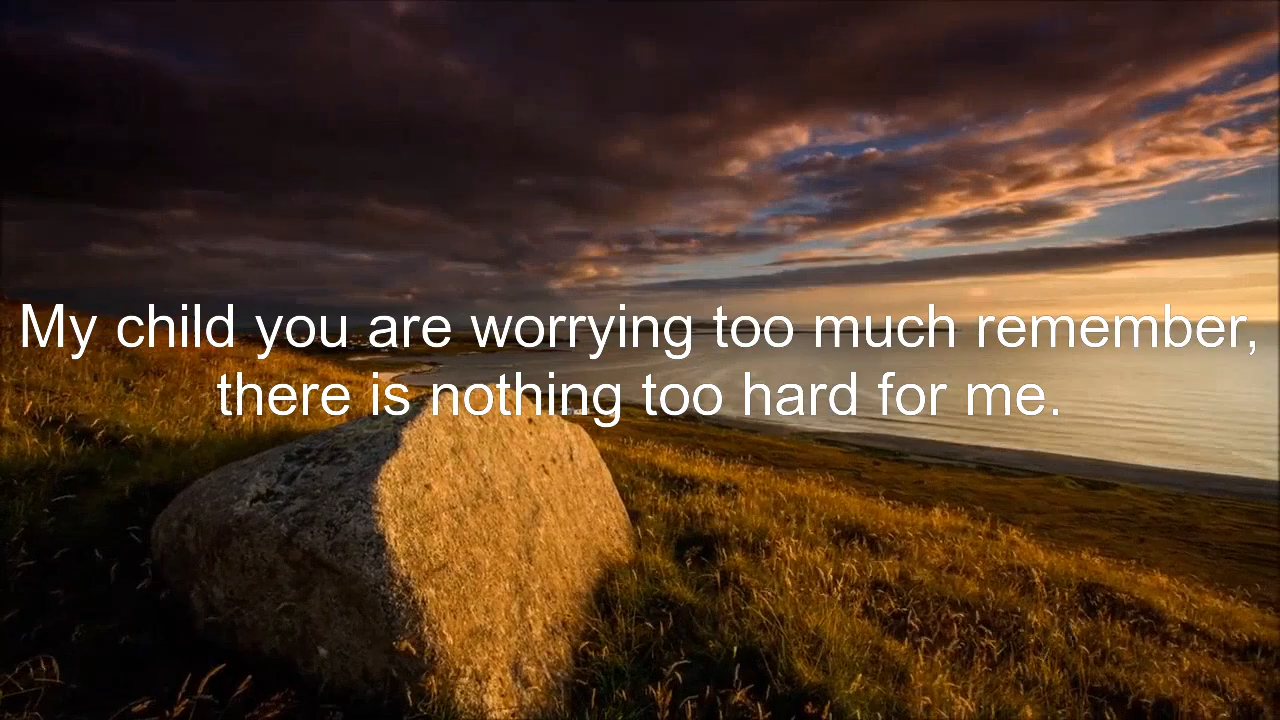 My child you are worrying too much remember,
there is nothing too hard for me.